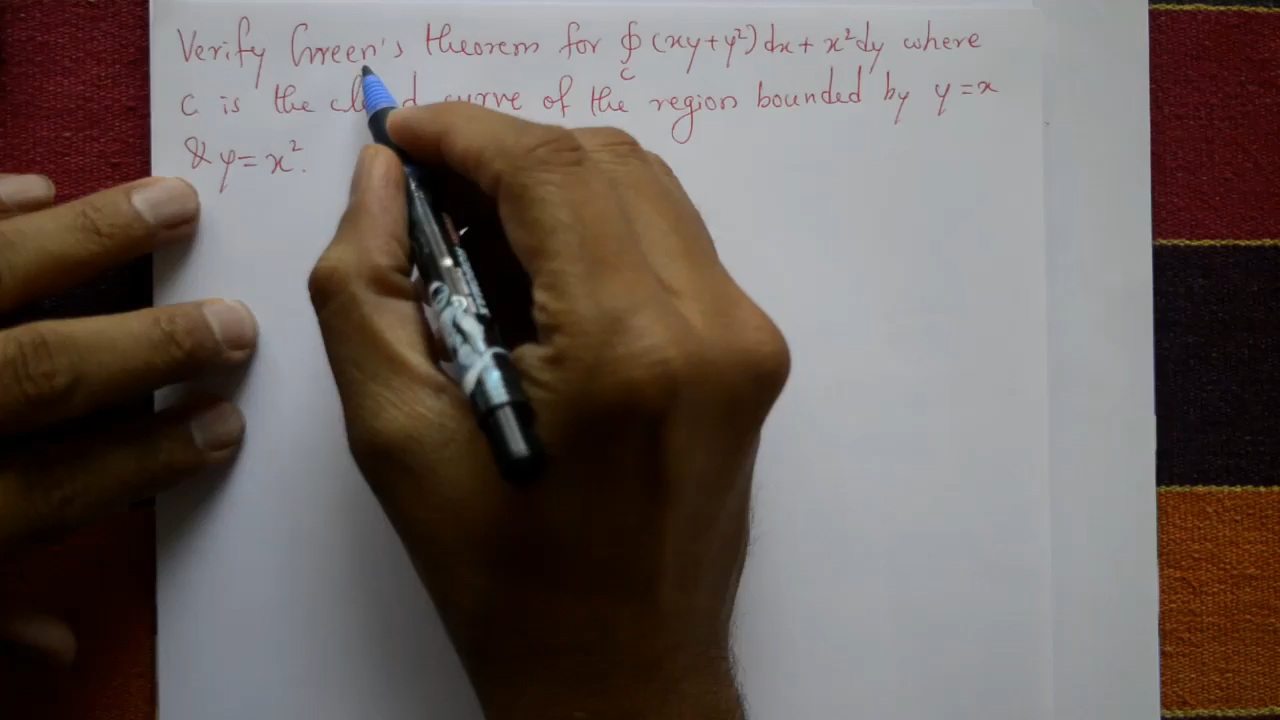 Verify Green's theorem for ∮_C (xy+y²)dx + x²dy where
C is the closed curve of the region bounded by y=x
& y=x².